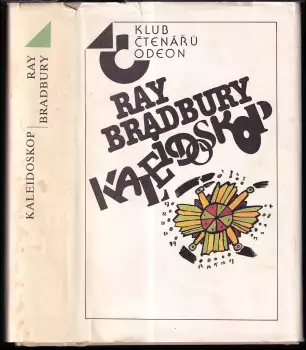 KALEIDOSKOP
RAY
BRADBURY
KLUB
ČTENÁŘŮ
ODEON
RAY
BRADBURY
KALEIDOSKOP